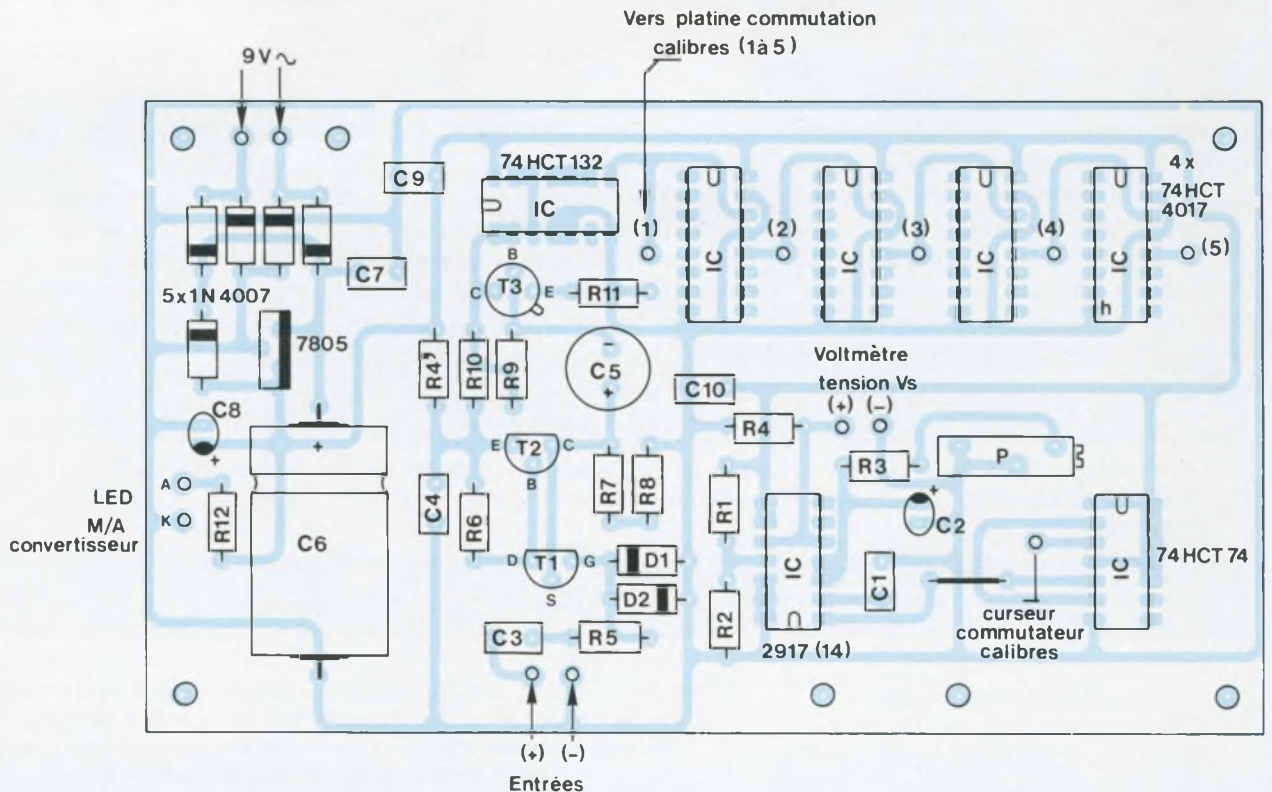 Vers platine commutation
calibres (1à 5)
9V~
74 HCT 132
IC
4x
74HCT
4017
C9
(1)
IC
(2)
IC
(3)
IC
(4)
IC
(5)
h
B
C
T3
E
R11
C7
5x1N 4007
7805
R4'
R10
R9
-
C5
+
C10
Voltmètre
tension Vs
(+) (-)
C8
+
+
R4
R3
P
E
T2
C
B
LED
M/A
convertisseur
A
K
R12
C6
C4
R6
R7
R8
R1
IC
+
C2
IC
74 HCT 74
D
T1
G
S
D1
D2
C1
C3
R5
R2
2917 (14)
curseur
commutateur
calibres
(+) (-)
Entrées